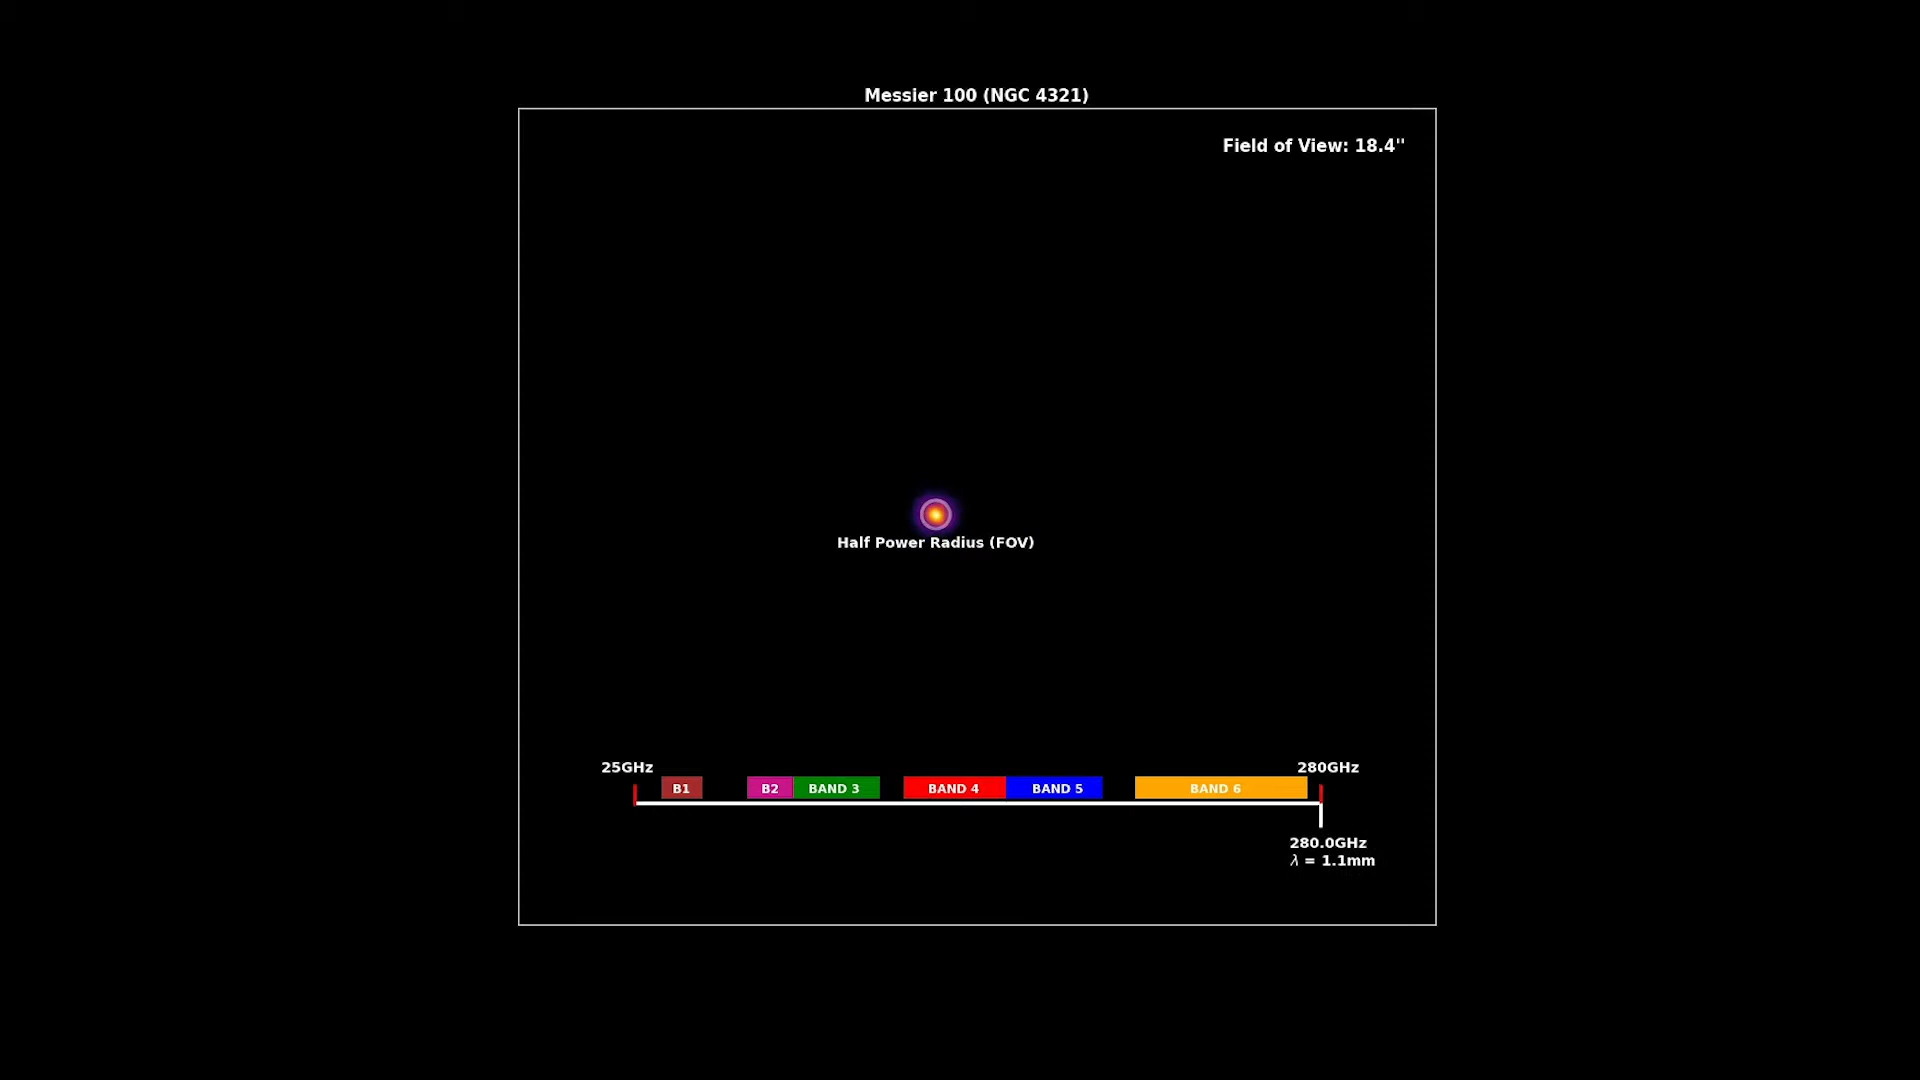 Messier 100 (NGC 4321)
Field of View: 18.4''
Half Power Radius (FOV)
25GHz 280GHz
B1 B2 BAND 3 BAND 4 BAND 5 BAND 6
280.0GHz
λ = 1.1mm